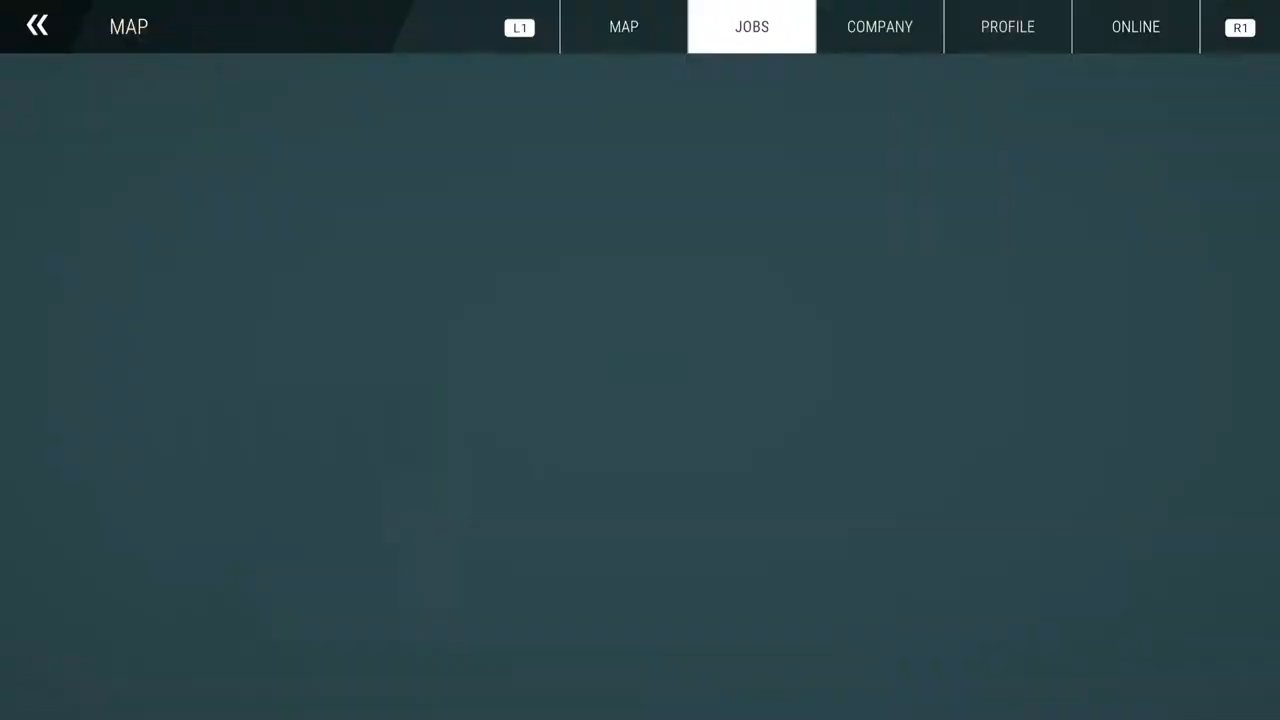 MAP
L1
MAP
JOBS
COMPANY
PROFILE
ONLINE
R1